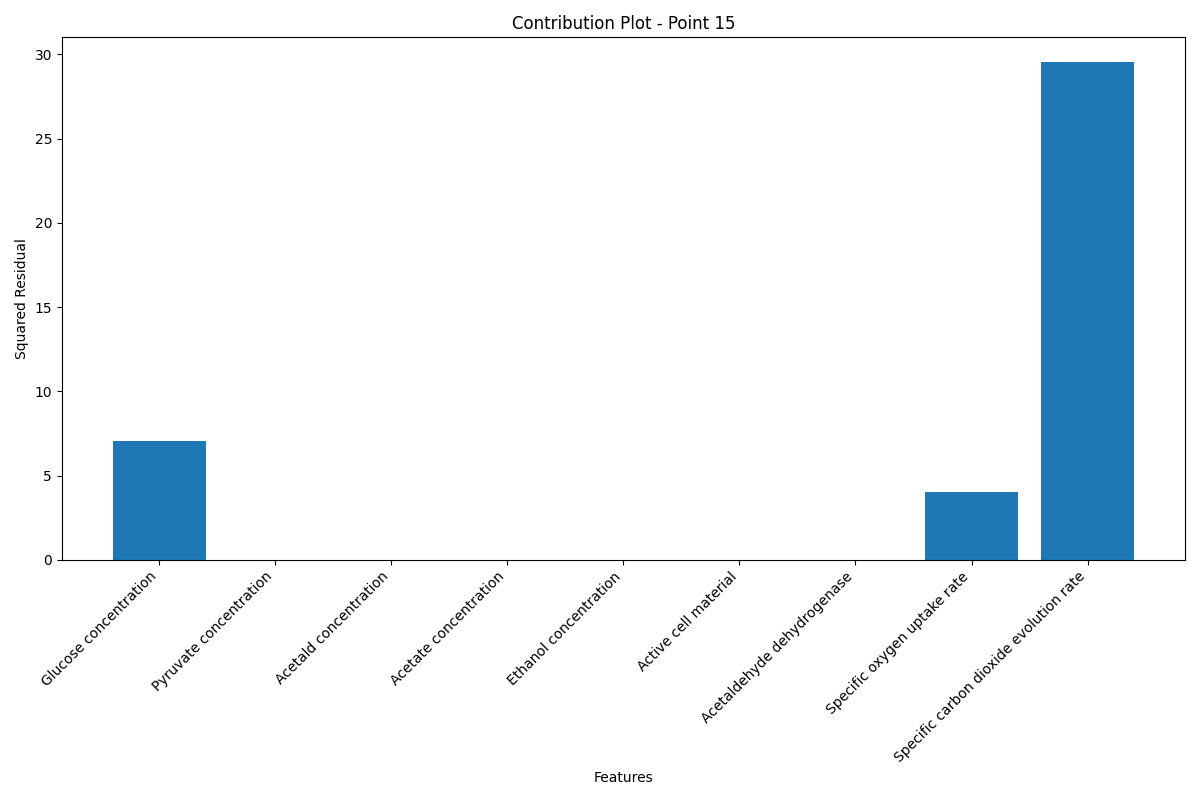 Contribution Plot - Point 15
Squared Residual
30
25
20
15
10
5
0
Glucose concentration
Pyruvate concentration
Acetald concentration
Acetate concentration
Ethanol concentration
Active cell material
Acetaldehyde dehydrogenase
Specific oxygen uptake rate
Specific carbon dioxide evolution rate
Features